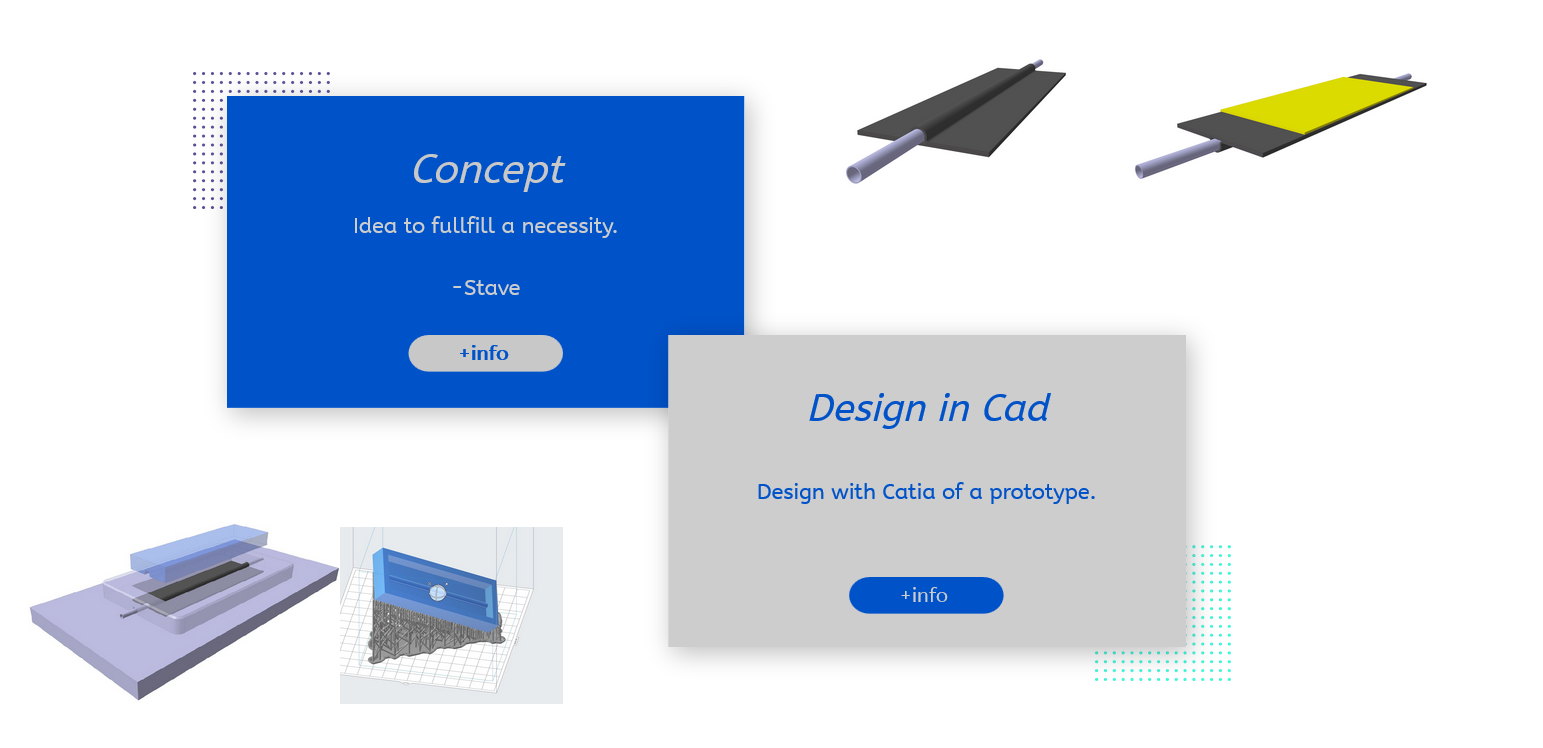 Concept
Idea to fullfill a necessity.
-Stave
+info
Design in Cad
Design with Catia of a prototype.
+info